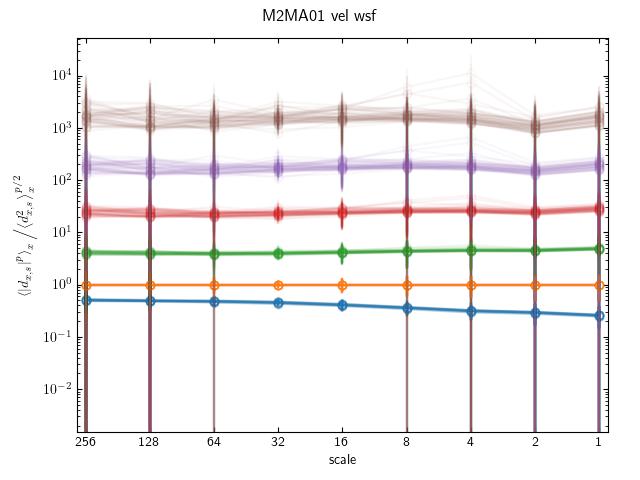 M2MA01 vel wsf
⟨|d_{x,s}|^p⟩_x / ⟨d_{x,s}^2⟩_x^{p/2}
10^4
10^3
10^2
10^1
10^0
10^{-1}
10^{-2}
256 128 64 32 16 8 4 2 1
scale